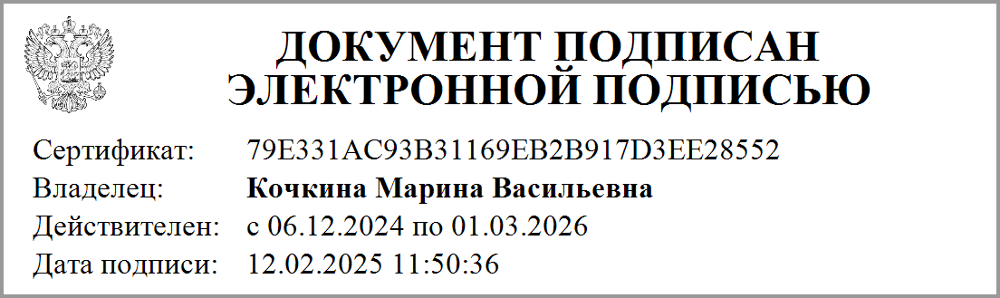 ДОКУМЕНТ ПОДПИСАН
ЭЛЕКТРОННОЙ ПОДПИСЬЮ
Сертификат: 79E331AC93B31169EB2B917D3EE28552
Владелец: Кочкина Марина Васильевна
Действителен: с 06.12.2024 по 01.03.2026
Дата подписи: 12.02.2025 11:50:36